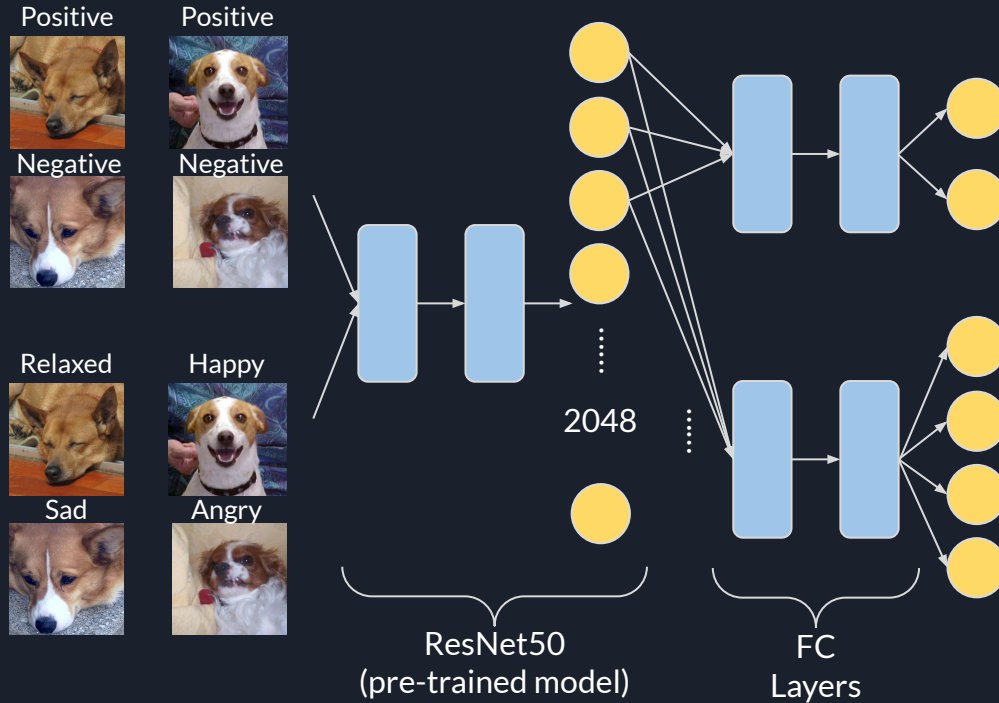 Positive
Positive
Negative
Negative
Relaxed
Happy
Sad
Angry
2048
ResNet50
(pre-trained model)
FC
Layers